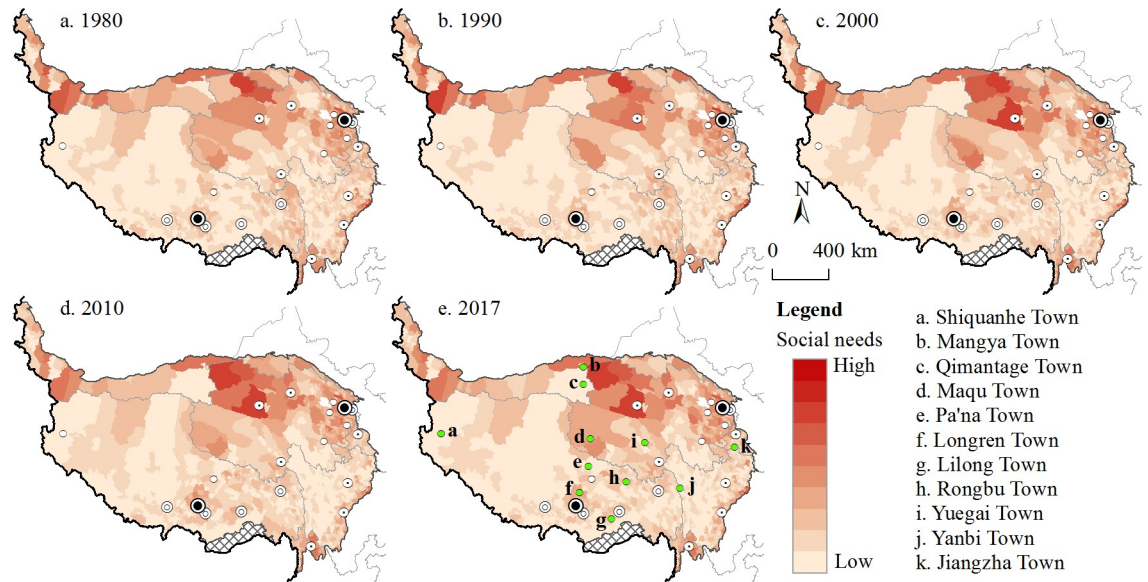 a. 1980
b. 1990
c. 2000
N
0 400 km
d. 2010
e. 2017
b
c
a
d
i
k
e
h
j
f
g
Legend
Social needs
High
Low
a. Shiquanhe Town
b. Mangya Town
c. Qimantage Town
d. Maqu Town
e. Pa'na Town
f. Longren Town
g. Lilong Town
h. Rongbu Town
i. Yuegai Town
j. Yanbi Town
k. Jiangzha Town